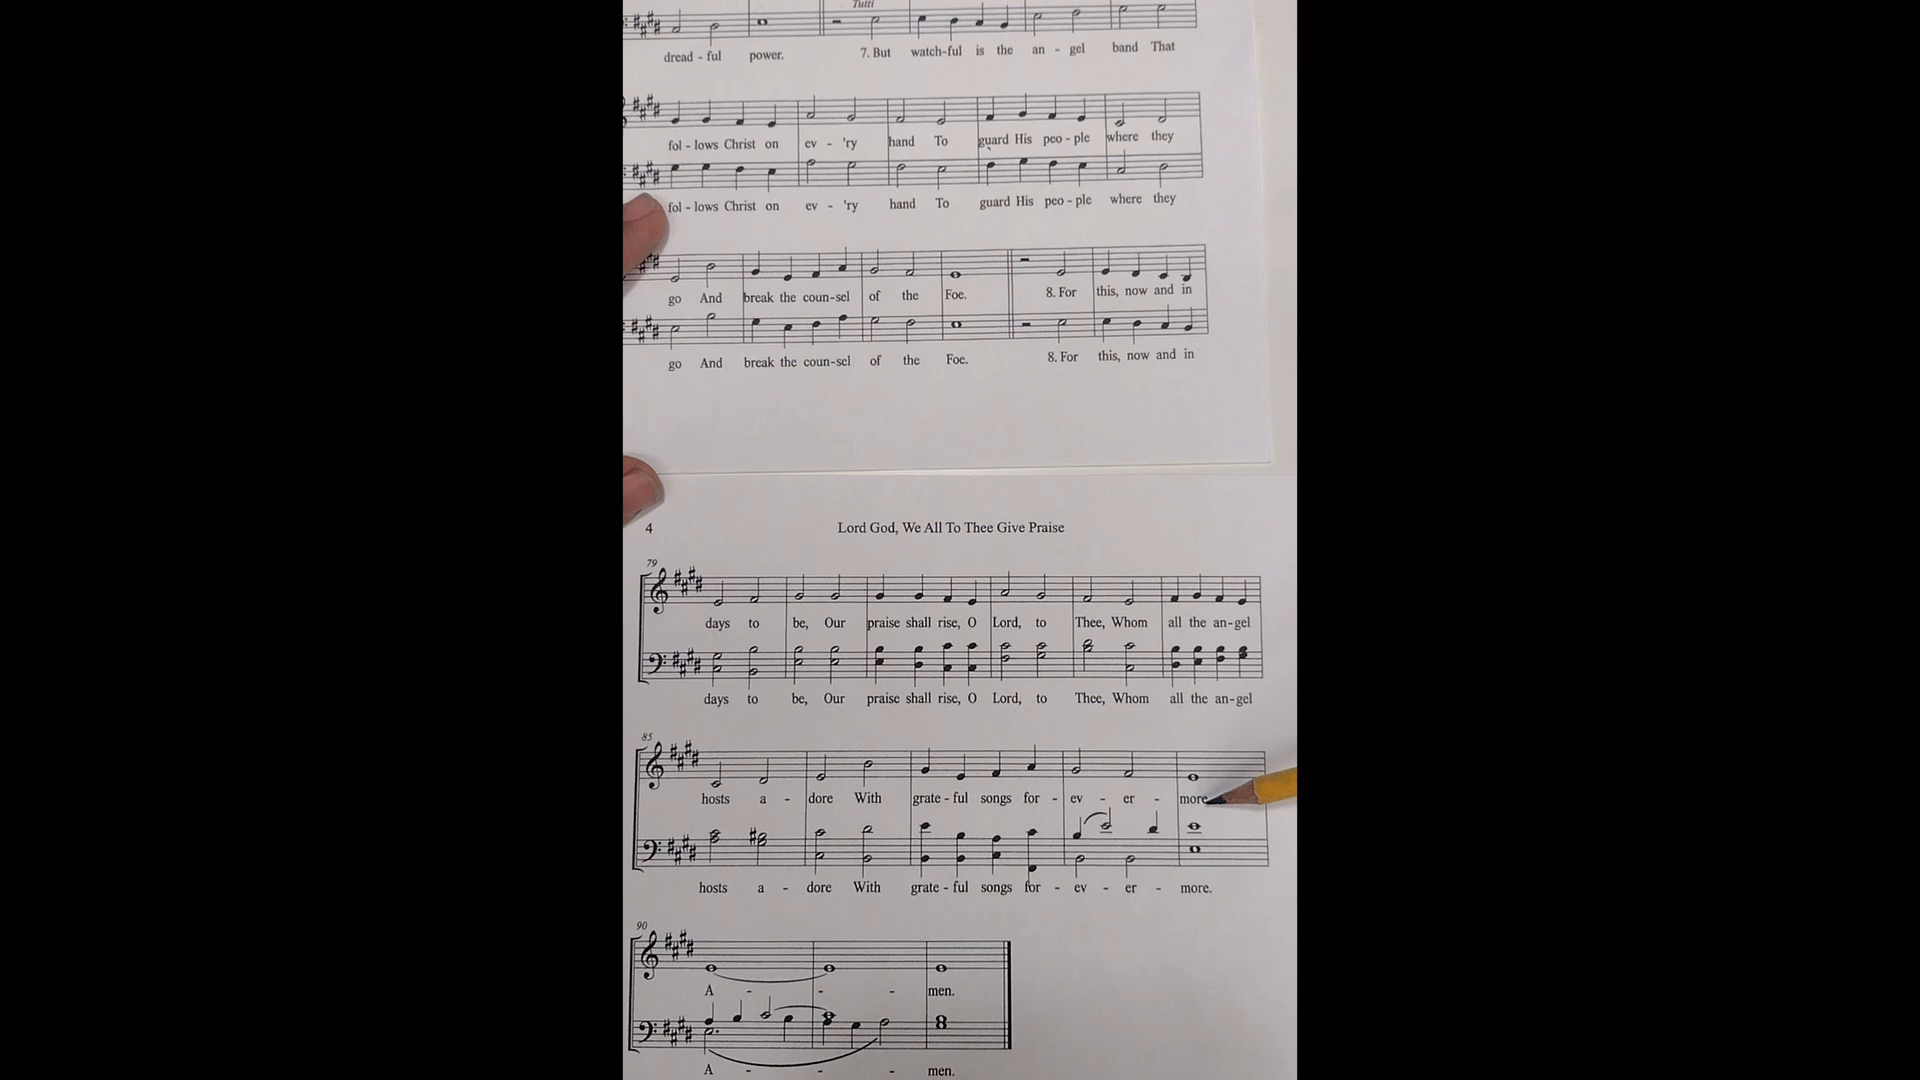 Tutti
dread - ful power. 7. But watch-ful is the an - gel band That
fol - lows Christ on ev - 'ry hand To guard His peo - ple where they
fol - lows Christ on ev - 'ry hand To guard His peo - ple where they
go And break the coun-sel of the Foe. 8. For this, now and in
go And break the coun-sel of the Foe. 8. For this, now and in
4 Lord God, We All To Thee Give Praise
79
days to be, Our praise shall rise, O Lord, to Thee, Whom all the an-gel
days to be, Our praise shall rise, O Lord, to Thee, Whom all the an-gel
85
hosts a - dore With grate - ful songs for - ev - er - more.
hosts a - dore With grate - ful songs for - ev - er - more.
90
A - - - men.
A - - - men.